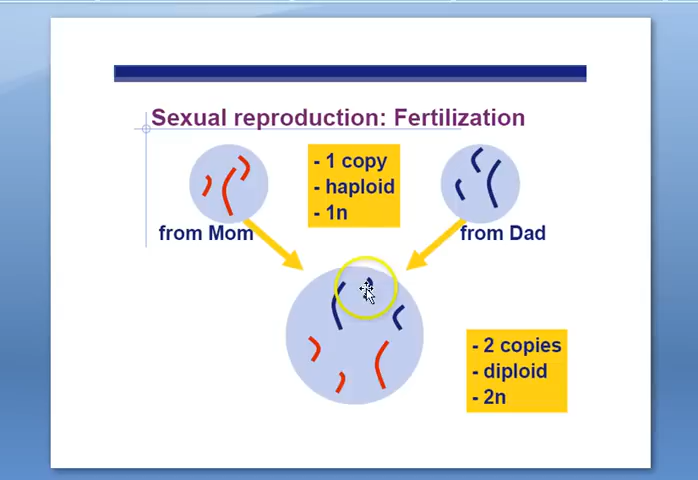 Sexual reproduction: Fertilization
- 1 copy
- haploid
- 1n
from Mom
from Dad
- 2 copies
- diploid
- 2n